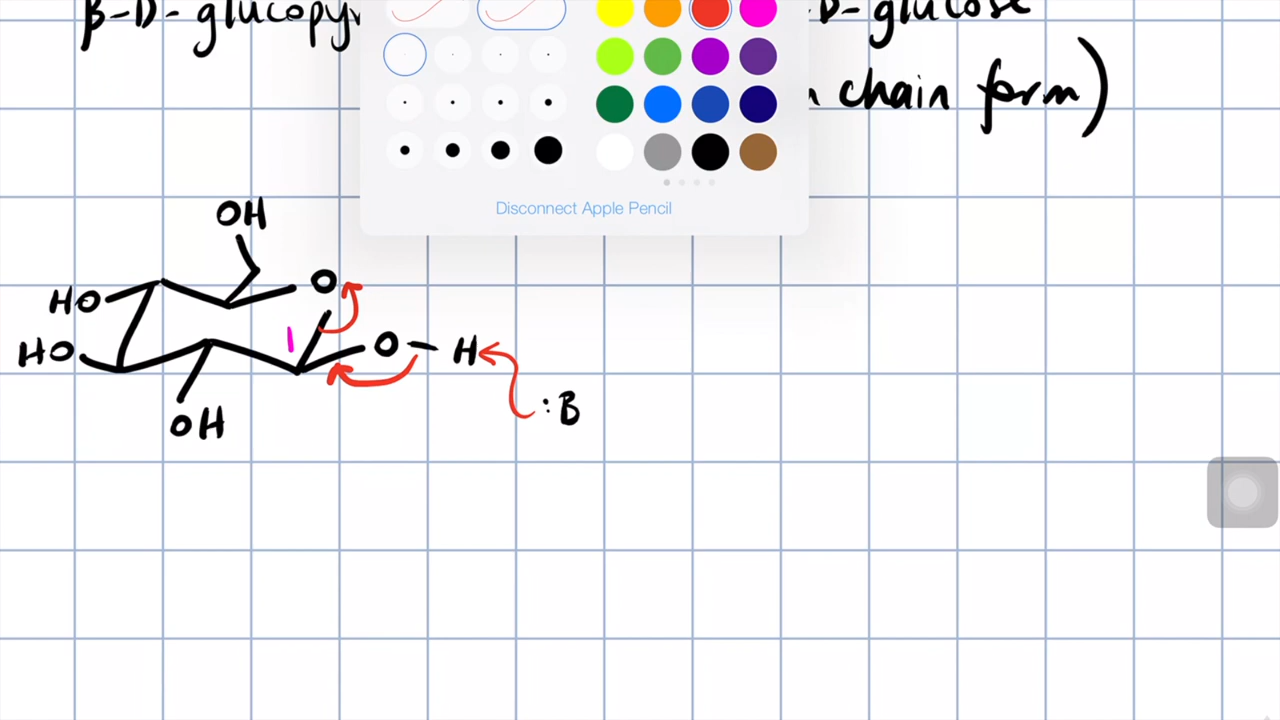 β-D-glucopy
D-glucose
chain form)
Disconnect Apple Pencil
OH
HO O
1
HO O - H
:B
OH